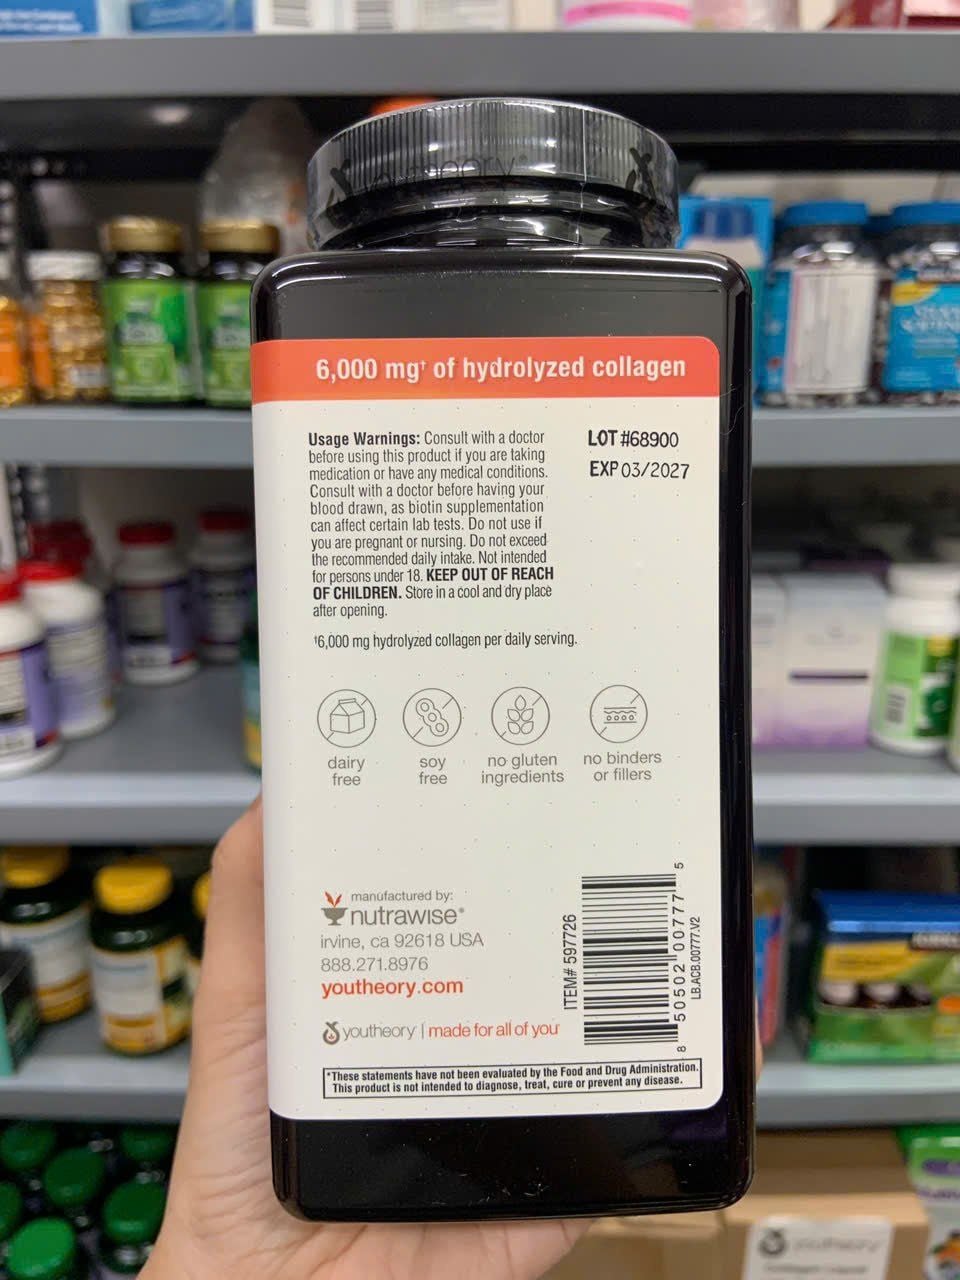 youtheory®
6,000 mg† of hydrolyzed collagen
Usage Warnings: Consult with a doctor
before using this product if you are taking
medication or have any medical conditions.
Consult with a doctor before having your
blood drawn, as biotin supplementation
can affect certain lab tests. Do not use if
you are pregnant or nursing. Do not exceed
the recommended daily intake. Not intended
for persons under 18. KEEP OUT OF REACH
OF CHILDREN. Store in a cool and dry place
after opening.
†6,000 mg hydrolyzed collagen per daily serving.
LOT #68900
EXP 03/2027
dairy
free
soy
free
no gluten
ingredients
no binders
or fillers
manufactured by:
nutrawise®
irvine, ca 92618 USA
888.271.8976
youtheory.com
youtheory | made for all of you
ITEM# 597726
8 50502 00777 5
LB.ACB.00777.V2
*These statements have not been evaluated by the Food and Drug Administration.
This product is not intended to diagnose, treat, cure or prevent any disease.
youtheory